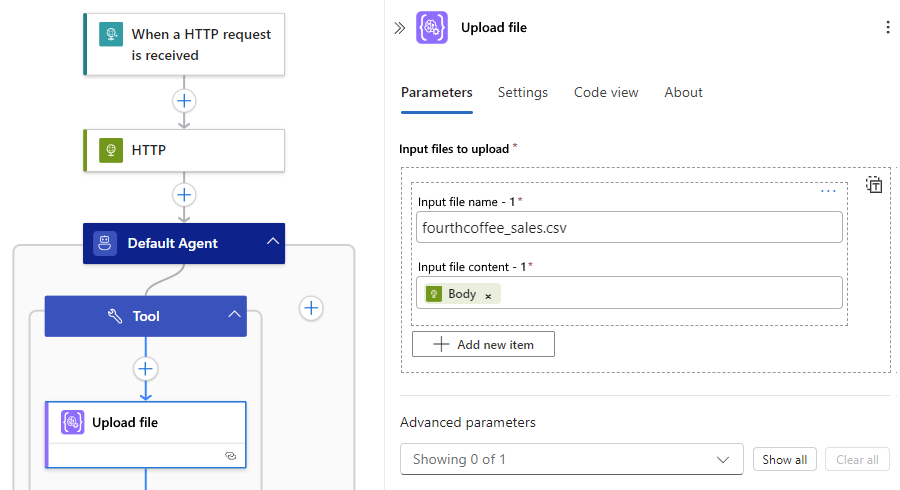 When a HTTP request
is received
HTTP
Default Agent
Tool
Upload file
Upload file
Parameters
Settings
Code view
About
Input files to upload *
Input file name - 1*
fourthcoffee_sales.csv
Input file content - 1*
Body ×
Add new item
Advanced parameters
Showing 0 of 1
Show all
Clear all